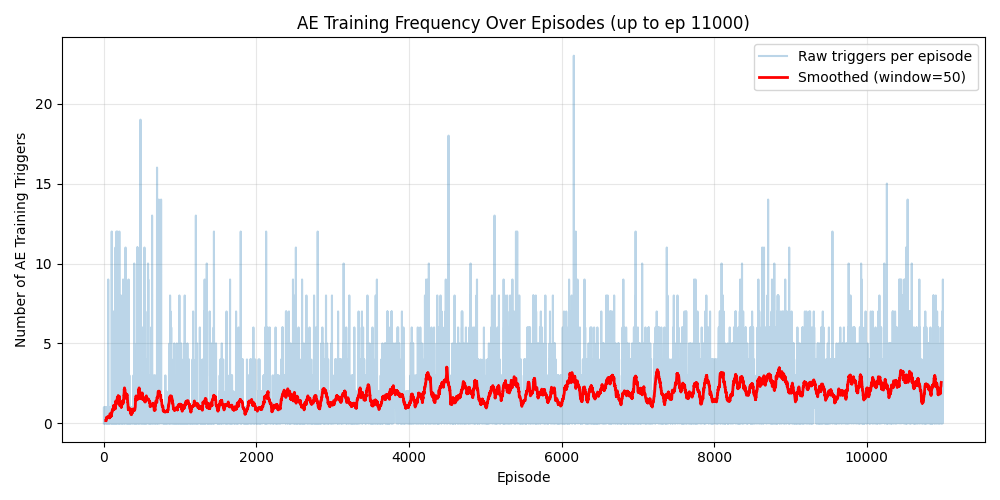 AE Training Frequency Over Episodes (up to ep 11000)
Raw triggers per episode
Smoothed (window=50)
Number of AE Training Triggers
20
15
10
5
0
0 2000 4000 6000 8000 10000
Episode